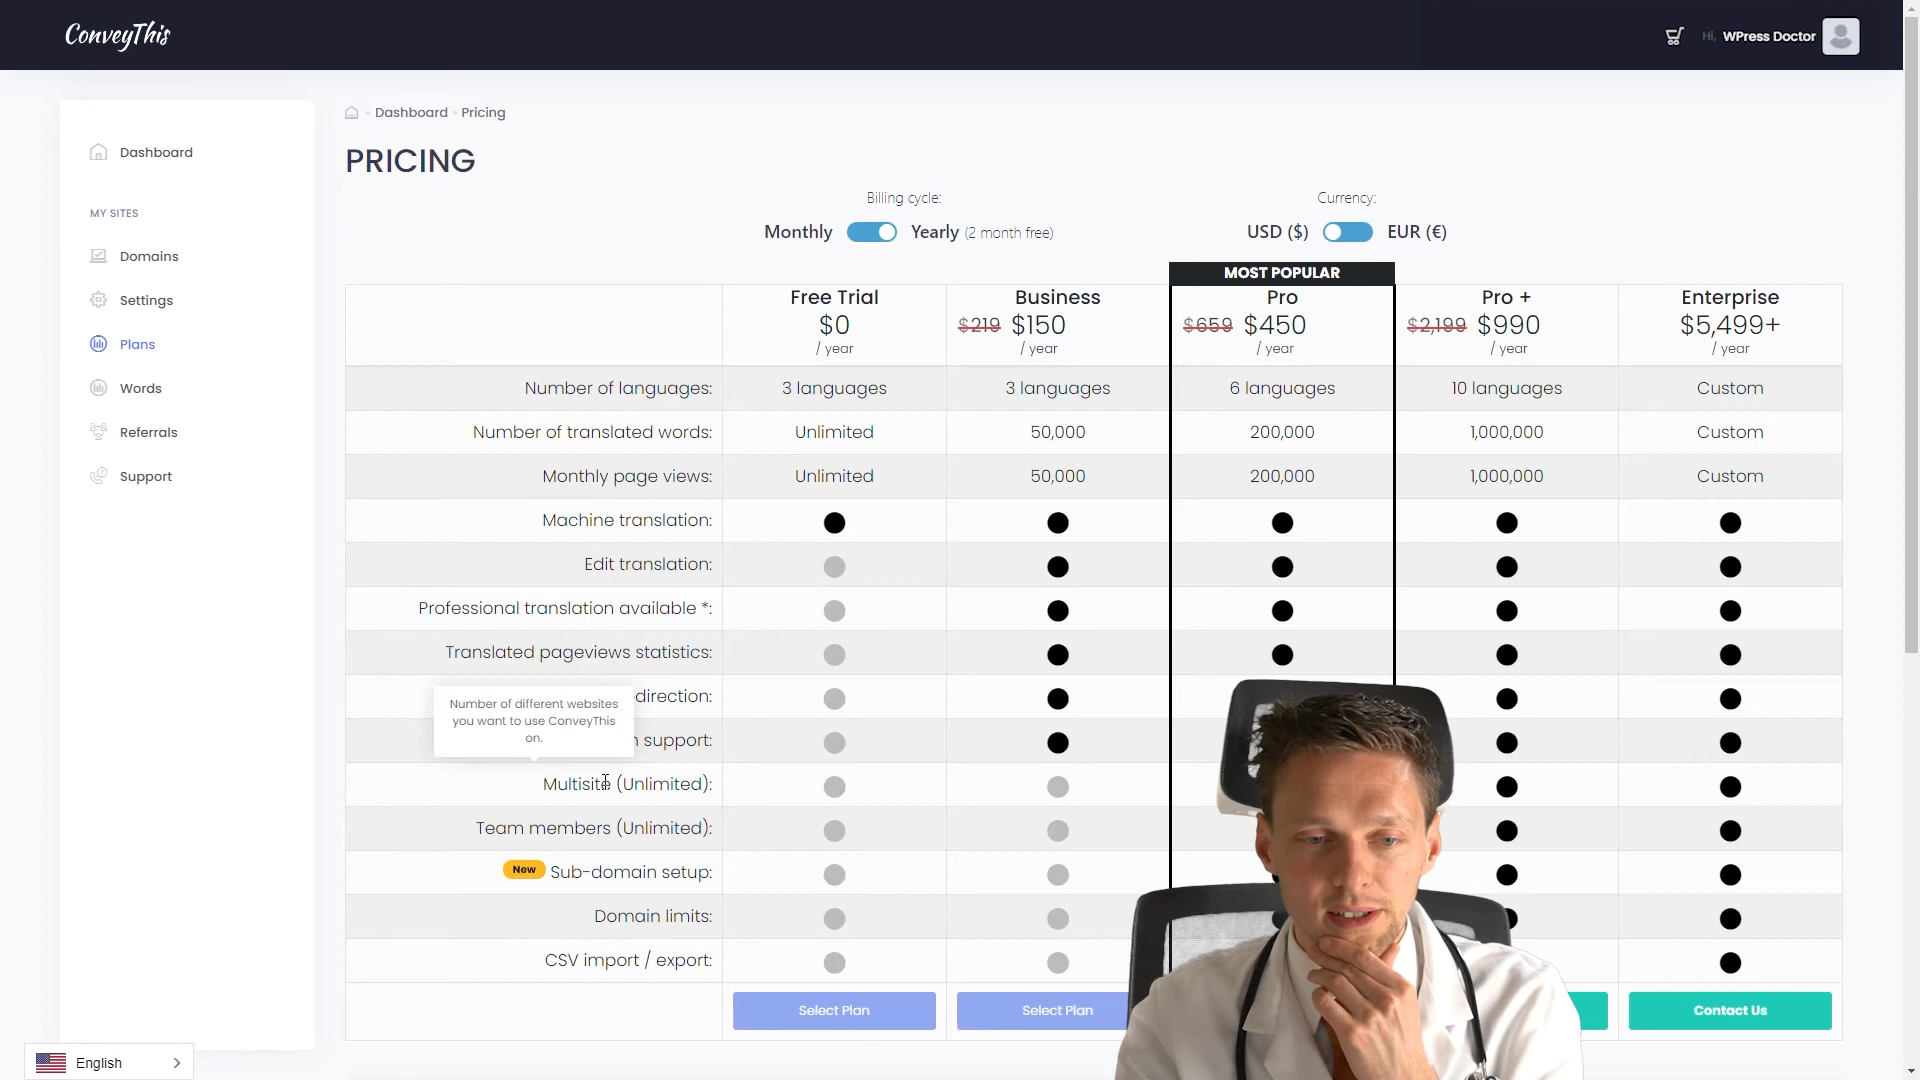 ConveyThis
Hi, WPress Doctor
Dashboard
MY SITES
Domains
Settings
Plans
Words
Referrals
Support
Dashboard Pricing
PRICING
Billing cycle:
Monthly Yearly (2 month free)
Currency:
USD ($) EUR (€)
MOST POPULAR
Free Trial Business Pro Pro + Enterprise
$0 $219 $150 $659 $450 $2,199 $990 $5,499+
/ year / year / year / year / year
Number of languages: 3 languages 3 languages 6 languages 10 languages Custom
Number of translated words: Unlimited 50,000 200,000 1,000,000 Custom
Monthly page views: Unlimited 50,000 200,000 1,000,000 Custom
Machine translation:
Edit translation:
Professional translation available *:
Translated pageviews statistics:
direction:
Number of different websites
you want to use ConveyThis
on.
support:
Multisite (Unlimited):
Team members (Unlimited):
New Sub-domain setup:
Domain limits:
CSV import / export:
Select Plan Select Plan Contact Us
English